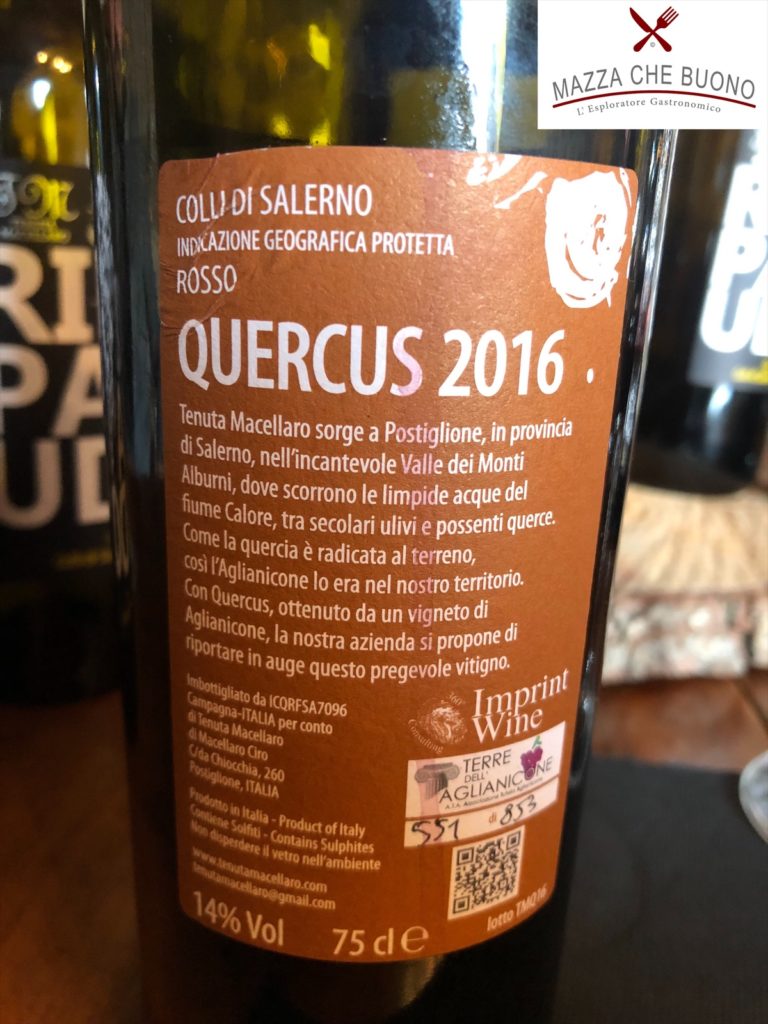 MAZZA CHE BUONO
L' Esploratore Gastronomico
COLLI DI SALERNO
INDICAZIONE GEOGRAFICA PROTETTA
ROSSO
QUERCUS 2016
Tenuta Macellaro sorge a Postiglione, in provincia
di Salerno, nell'incantevole Valle dei Monti
Alburni, dove scorrono le limpide acque del
fiume Calore, tra secolari ulivi e possenti querce.
Come la quercia è radicata al terreno,
così l'Aglianicone lo era nel nostro territorio.
Con Quercus, ottenuto da un vigneto di
Aglianicone, la nostra azienda si propone di
riportare in auge questo pregevole vitigno.
Imbottigliato da ICQRFSA7096
Campagna-ITALIA per conto
di Tenuta Macellaro
di Macellaro Ciro
C/da Chiocchia, 260
Postiglione, ITALIA
360°
Consulting
Imprint
Wine
TERRE
DELL'
AGLIANICONE
A.T.A. Associazione
551 di 853
Prodotto in Italia - Product of Italy
Contiene Solfiti - Contains Sulphites
Non disperdere il vetro nell'ambiente
www.tenutamacellaro.com
tenutamacellaro@gmail.com
14% Vol
75 cl e
lotto TMQ16
RI
PA
UD